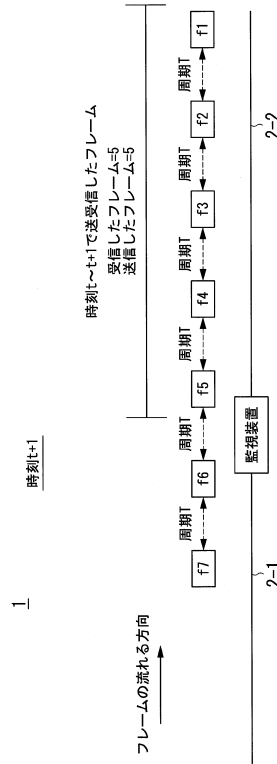 1
時刻t+1
時刻t～t+1で送受信したフレーム
受信したフレーム=5
送信したフレーム=5
フレームの流れる方向
周期T 周期T 周期T 周期T 周期T 周期T
f7 f6 f5 f4 f3 f2 f1
監視装置
2-1 2-2